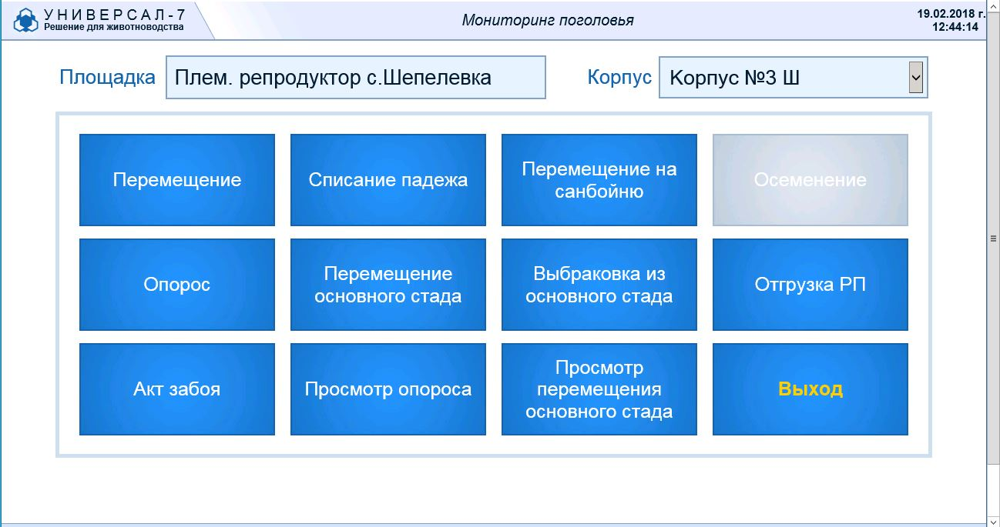 УНИВЕРСАЛ-7
Решение для животноводства
Мониторинг поголовья
19.02.2018 г.
12:44:14
Площадка
Плем. репродуктор с.Шепелевка
Корпус
Корпус №3 Ш
Перемещение
Списание падежа
Перемещение на
санбойню
Осеменение
Опорос
Перемещение
основного стада
Выбраковка из
основного стада
Отгрузка РП
Акт забоя
Просмотр опороса
Просмотр
перемещения
основного стада
Выход